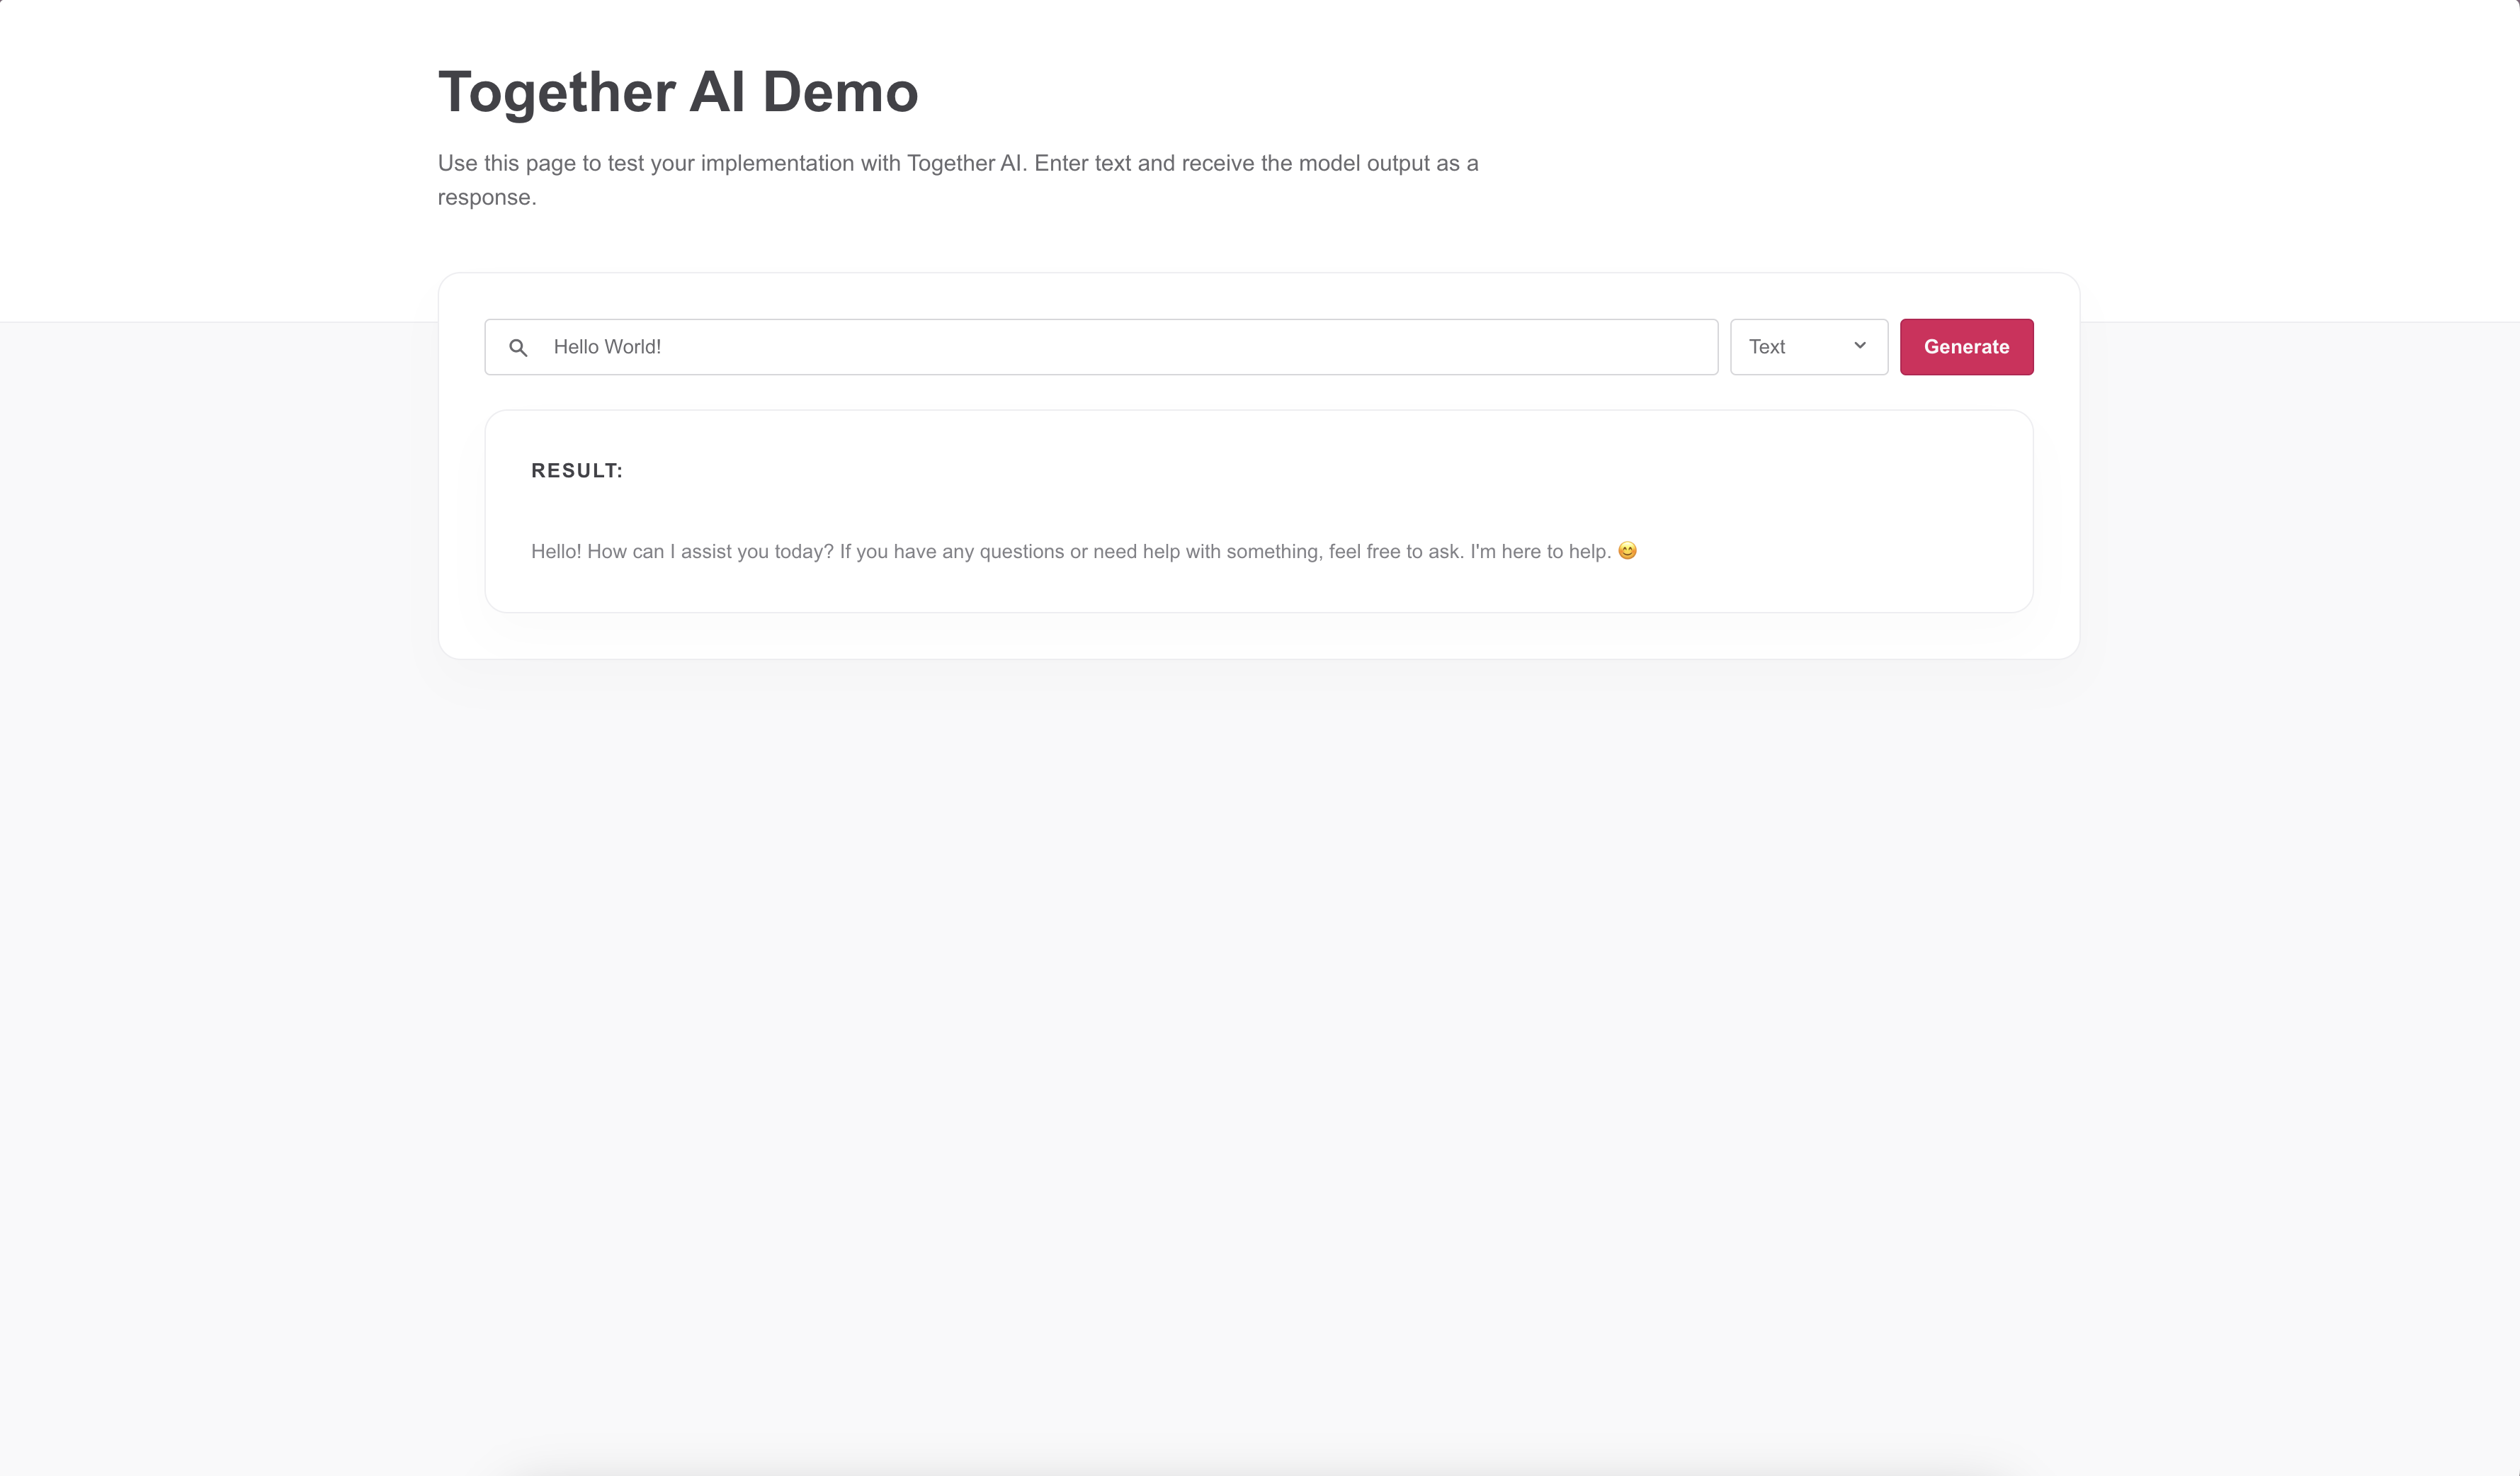 Together AI Demo
Use this page to test your implementation with Together AI. Enter text and receive the model output as a
response.
Hello World!
Text
Generate
RESULT:
Hello! How can I assist you today? If you have any questions or need help with something, feel free to ask. I'm here to help. 😊